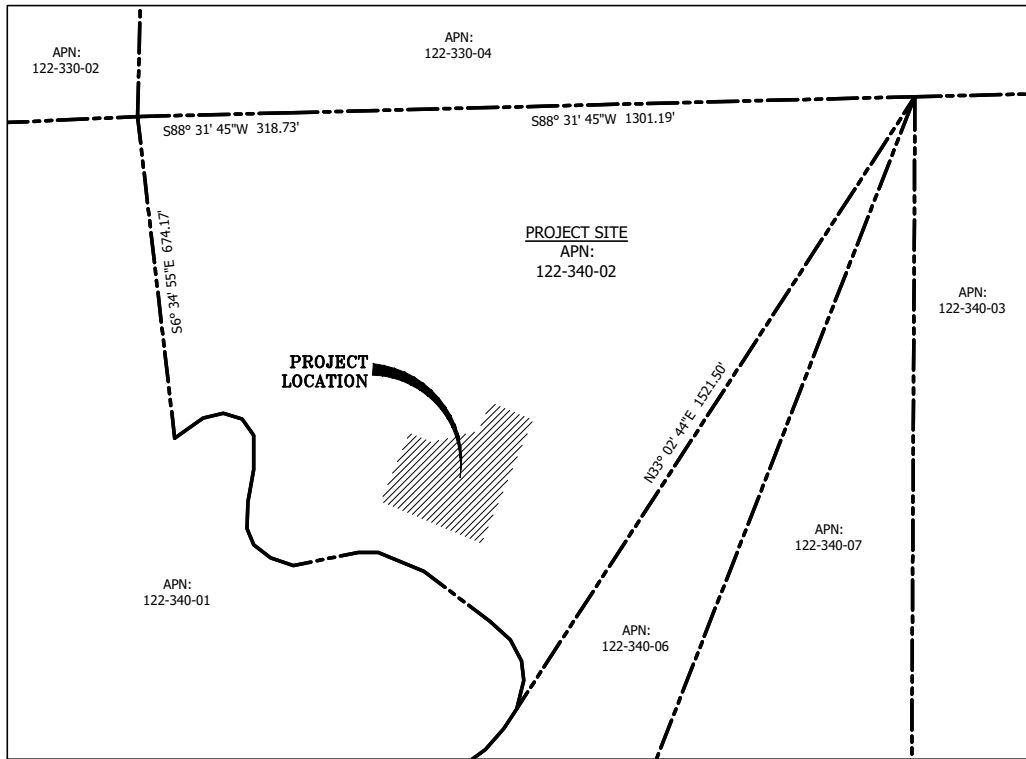 APN:
122-330-02
APN:
122-330-04
S88° 31' 45"W  318.73'
S88° 31' 45"W  1301.19'
S6° 34' 55"E  674.17'
PROJECT SITE
APN:
122-340-02
APN:
122-340-03
PROJECT
LOCATION
N33° 02' 44"E  1521.50'
APN:
122-340-07
APN:
122-340-01
APN:
122-340-06